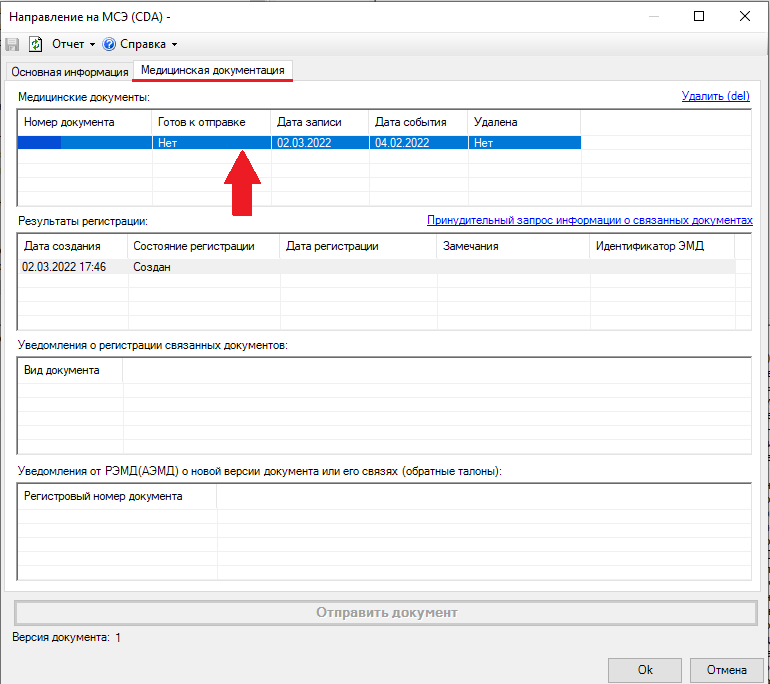 Направление на МСЭ (CDA) -
Отчет Справка
Основная информация Медицинская документация
Медицинские документы: Удалить (del)
Номер документа Готов к отправке Дата записи Дата события Удалена
Нет 02.03.2022 04.02.2022 Нет
Результаты регистрации: Принудительный запрос информации о связанных документах
Дата создания Состояние регистрации Дата регистрации Замечания Идентификатор ЭМД
02.03.2022 17:46 Создан
Уведомления о регистрации связанных документов:
Вид документа
Уведомления от РЭМД(АЭМД) о новой версии документа или его связях (обратные талоны):
Регистровый номер документа
Отправить документ
Версия документа: 1
Ok Отмена